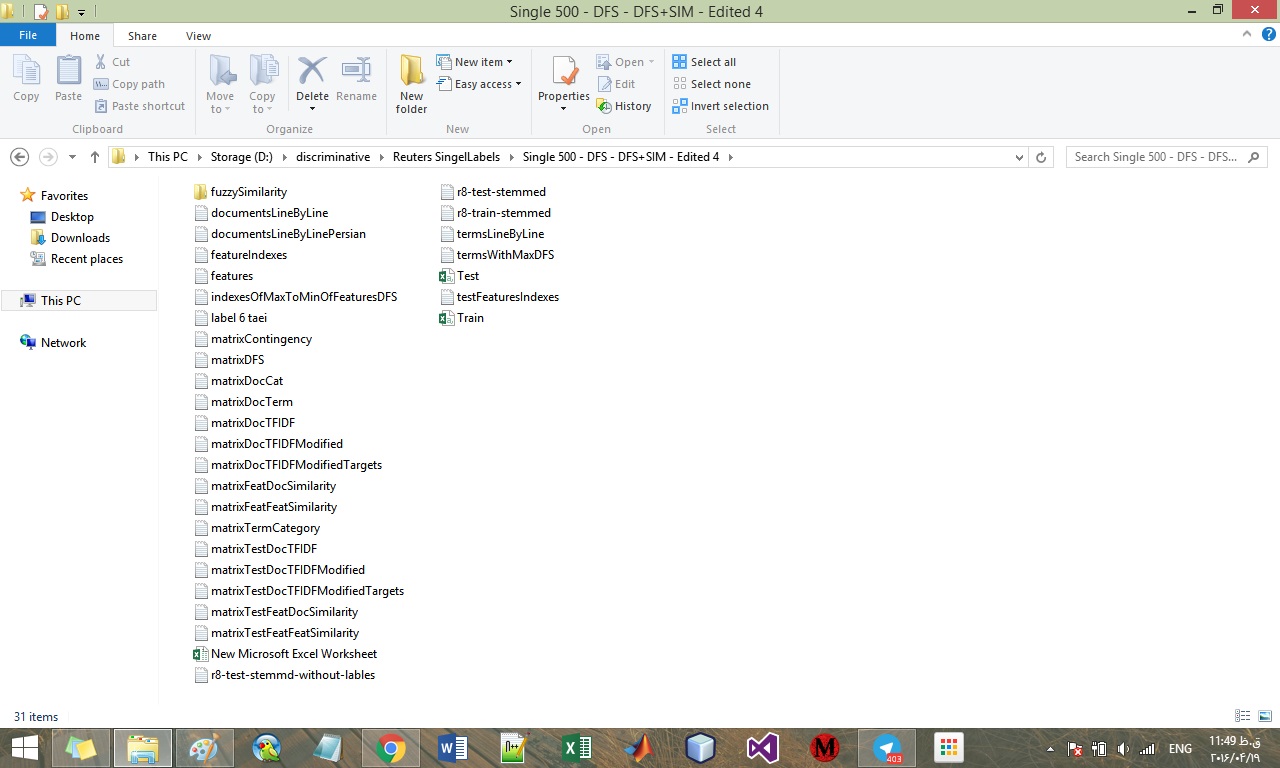 Single 500 - DFS - DFS+SIM - Edited 4
File Home Share View
Copy
Paste
Cut
Copy path
Paste shortcut
Clipboard
Move to
Copy to
Delete
Rename
Organize
New folder
New item
Easy access
New
Properties
Open
Edit
History
Open
Select all
Select none
Invert selection
Select
This PC Storage (D:) discriminative Reuters SingelLabels Single 500 - DFS - DFS+SIM - Edited 4
Search Single 500 - DFS - DFS...
Favorites
Desktop
Downloads
Recent places
This PC
Network
fuzzySimilarity
documentsLineByLine
documentsLineByLinePersian
featureIndexes
features
indexesOfMaxToMinOfFeaturesDFS
label 6 taei
matrixContingency
matrixDFS
matrixDocCat
matrixDocTerm
matrixDocTFIDF
matrixDocTFIDFModified
matrixDocTFIDFModifiedTargets
matrixFeatDocSimilarity
matrixFeatFeatSimilarity
matrixTermCategory
matrixTestDocTFIDF
matrixTestDocTFIDFModified
matrixTestDocTFIDFModifiedTargets
matrixTestFeatDocSimilarity
matrixTestFeatFeatSimilarity
New Microsoft Excel Worksheet
r8-test-stemmd-without-lables
r8-test-stemmed
r8-train-stemmed
termsLineByLine
termsWithMaxDFS
Test
testFeaturesIndexes
Train
31 items
403
ENG
11:49 ق.ظ
۲۰۱۶/۰۴/۱۹